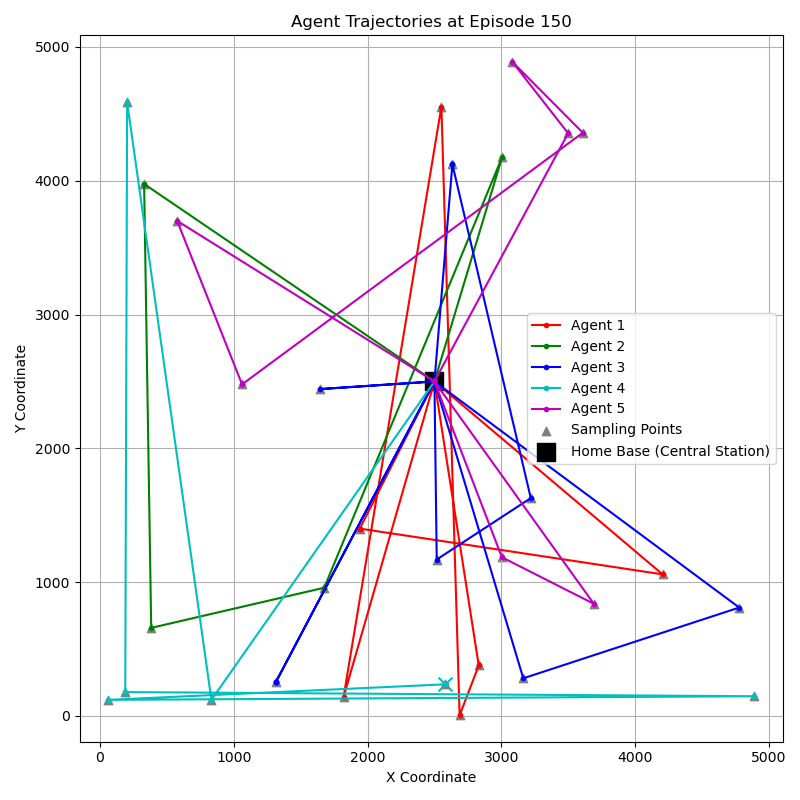 Agent Trajectories at Episode 150
5000
4000
3000
2000
1000
0
Y Coordinate
Agent 1
Agent 2
Agent 3
Agent 4
Agent 5
Sampling Points
Home Base (Central Station)
0 1000 2000 3000 4000 5000
X Coordinate